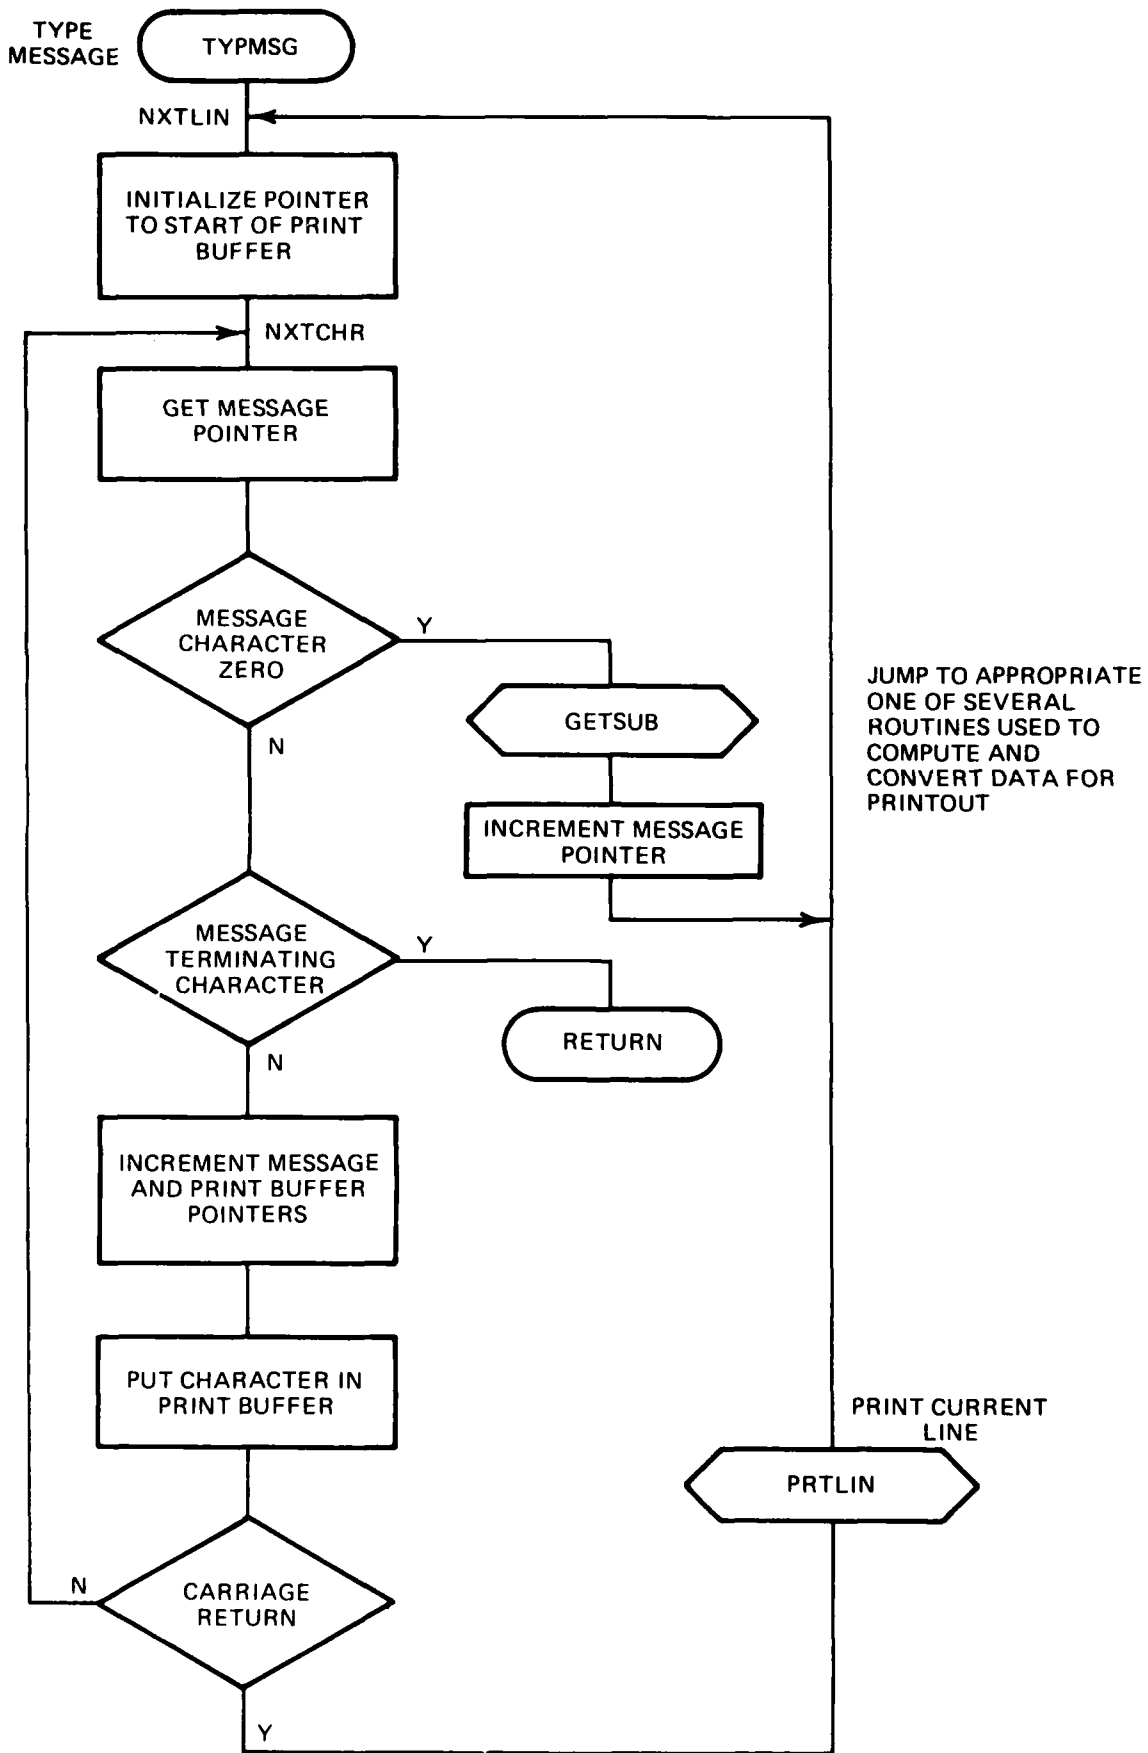 TYPE
MESSAGE
TYPMSG
NXTLIN
INITIALIZE POINTER
TO START OF PRINT
BUFFER
NXTCHR
GET MESSAGE
POINTER
MESSAGE
CHARACTER
ZERO
Y
N
GETSUB
INCREMENT MESSAGE
POINTER
JUMP TO APPROPRIATE
ONE OF SEVERAL
ROUTINES USED TO
COMPUTE AND
CONVERT DATA FOR
PRINTOUT
MESSAGE
TERMINATING
CHARACTER
Y
N
RETURN
INCREMENT MESSAGE
AND PRINT BUFFER
POINTERS
PUT CHARACTER IN
PRINT BUFFER
PRINT CURRENT
LINE
PRTLIN
CARRIAGE
RETURN
N
Y